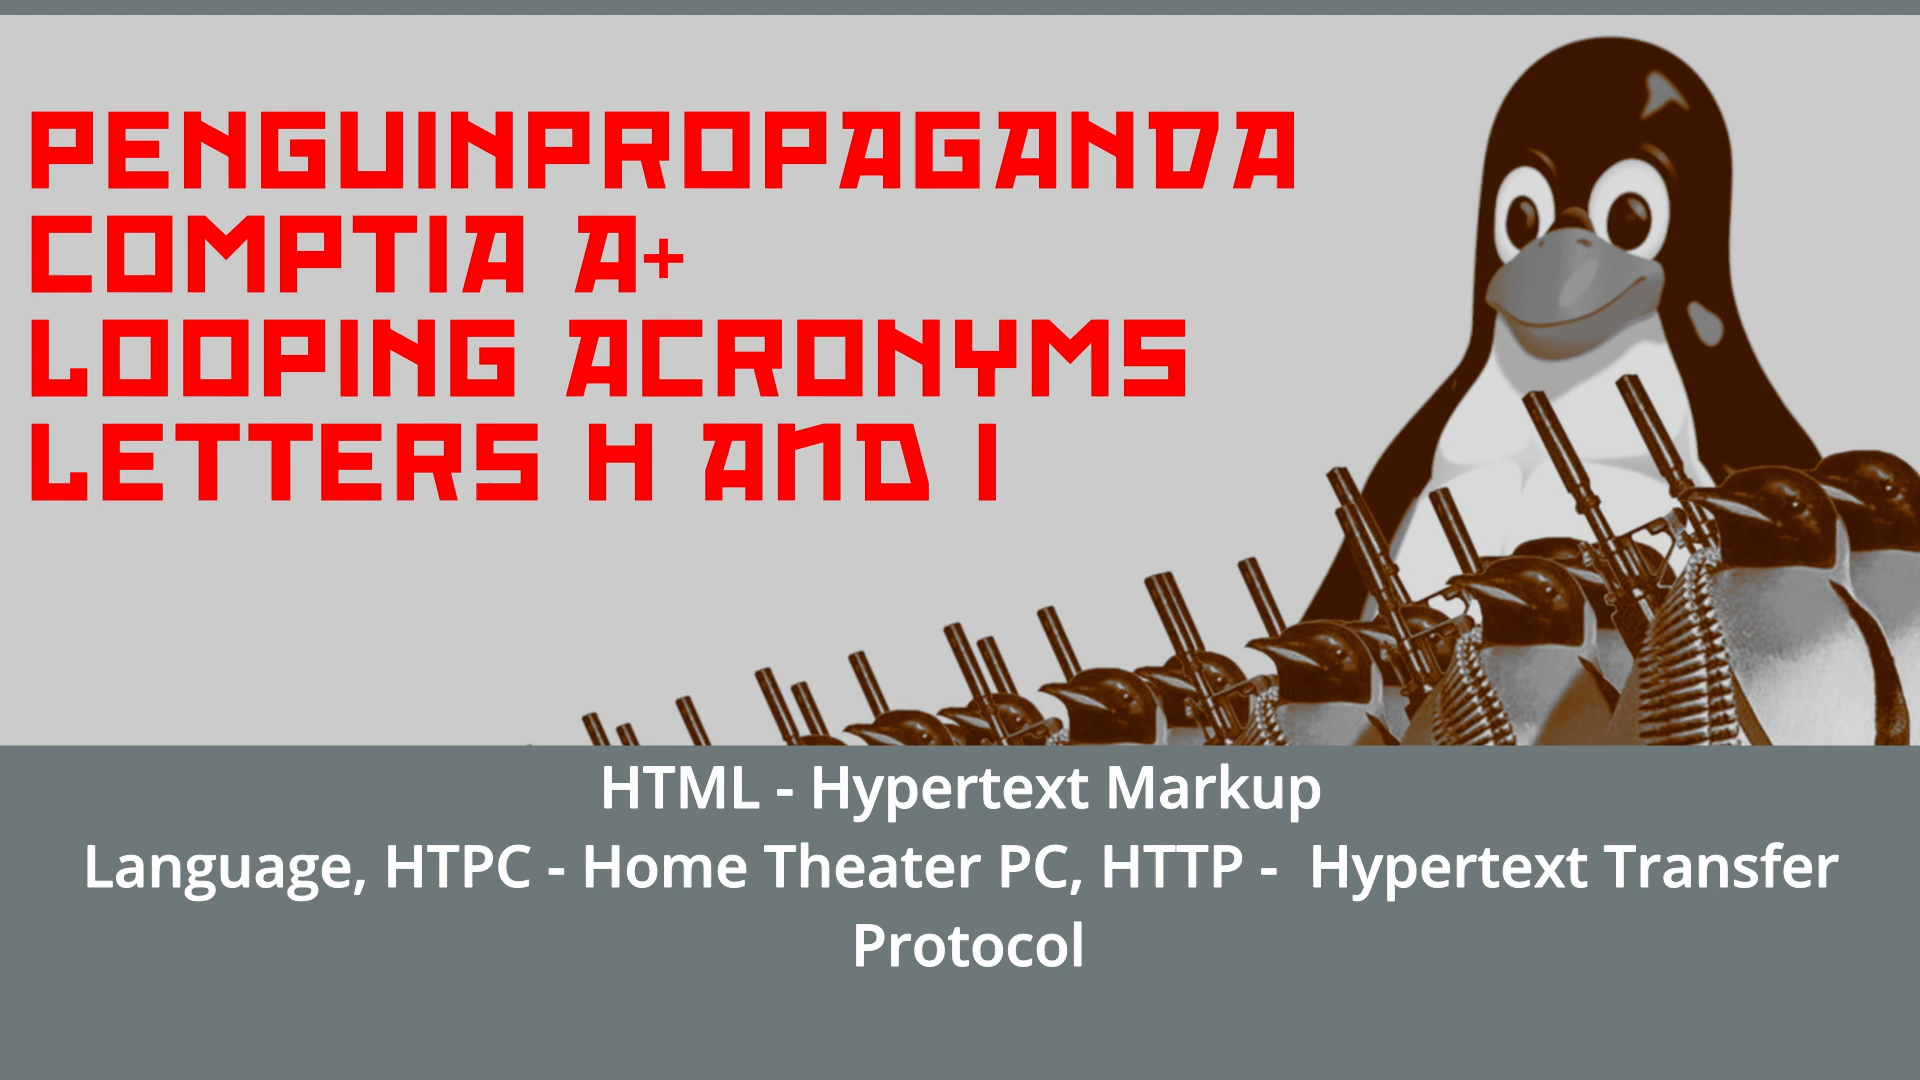 PENGUINPROPAGANDA
COMPTIA A+
LOOPING ACRONYMS
LETTERS H AND I
HTML - Hypertext Markup
Language, HTPC - Home Theater PC, HTTP -  Hypertext Transfer
Protocol